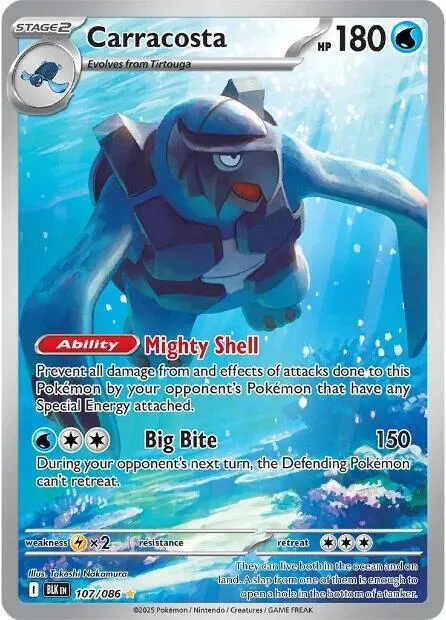 STAGE2 Carracosta HP 180
Evolves from Tirtouga
Ability Mighty Shell
Prevent all damage from and effects of attacks done to this
Pokémon by your opponent's Pokémon that have any
Special Energy attached.
Big Bite 150
During your opponent's next turn, the Defending Pokémon
can't retreat.
weakness ×2 resistance retreat
Illus. Takeshi Nakamura
I BLK EN 107/086
They can live both in the ocean and on
land. A slap from one of them is enough to
open a hole in the bottom of a tanker.
©2025 Pokémon / Nintendo / Creatures / GAME FREAK